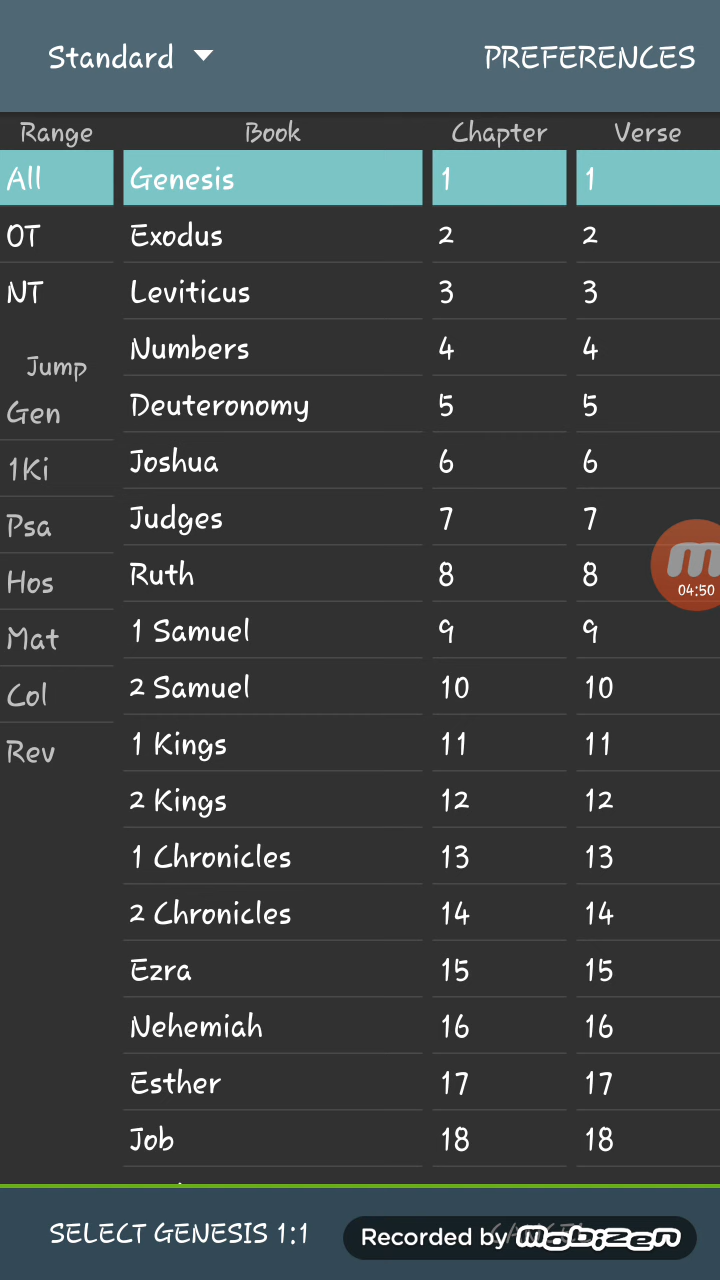 Standard PREFERENCES
Range Book Chapter Verse
All Genesis 1 1
OT Exodus 2 2
NT Leviticus 3 3
Numbers 4 4
Jump
Deuteronomy 5 5
Gen
Joshua 6 6
1Ki
Judges 7 7
Psa
Ruth 8 8
Hos
04:50
1 Samuel 9 9
Mat
2 Samuel 10 10
Col
1 Kings 11 11
Rev
2 Kings 12 12
1 Chronicles 13 13
2 Chronicles 14 14
Ezra 15 15
Nehemiah 16 16
Esther 17 17
Job 18 18
SELECT GENESIS 1:1
Recorded by mobizen